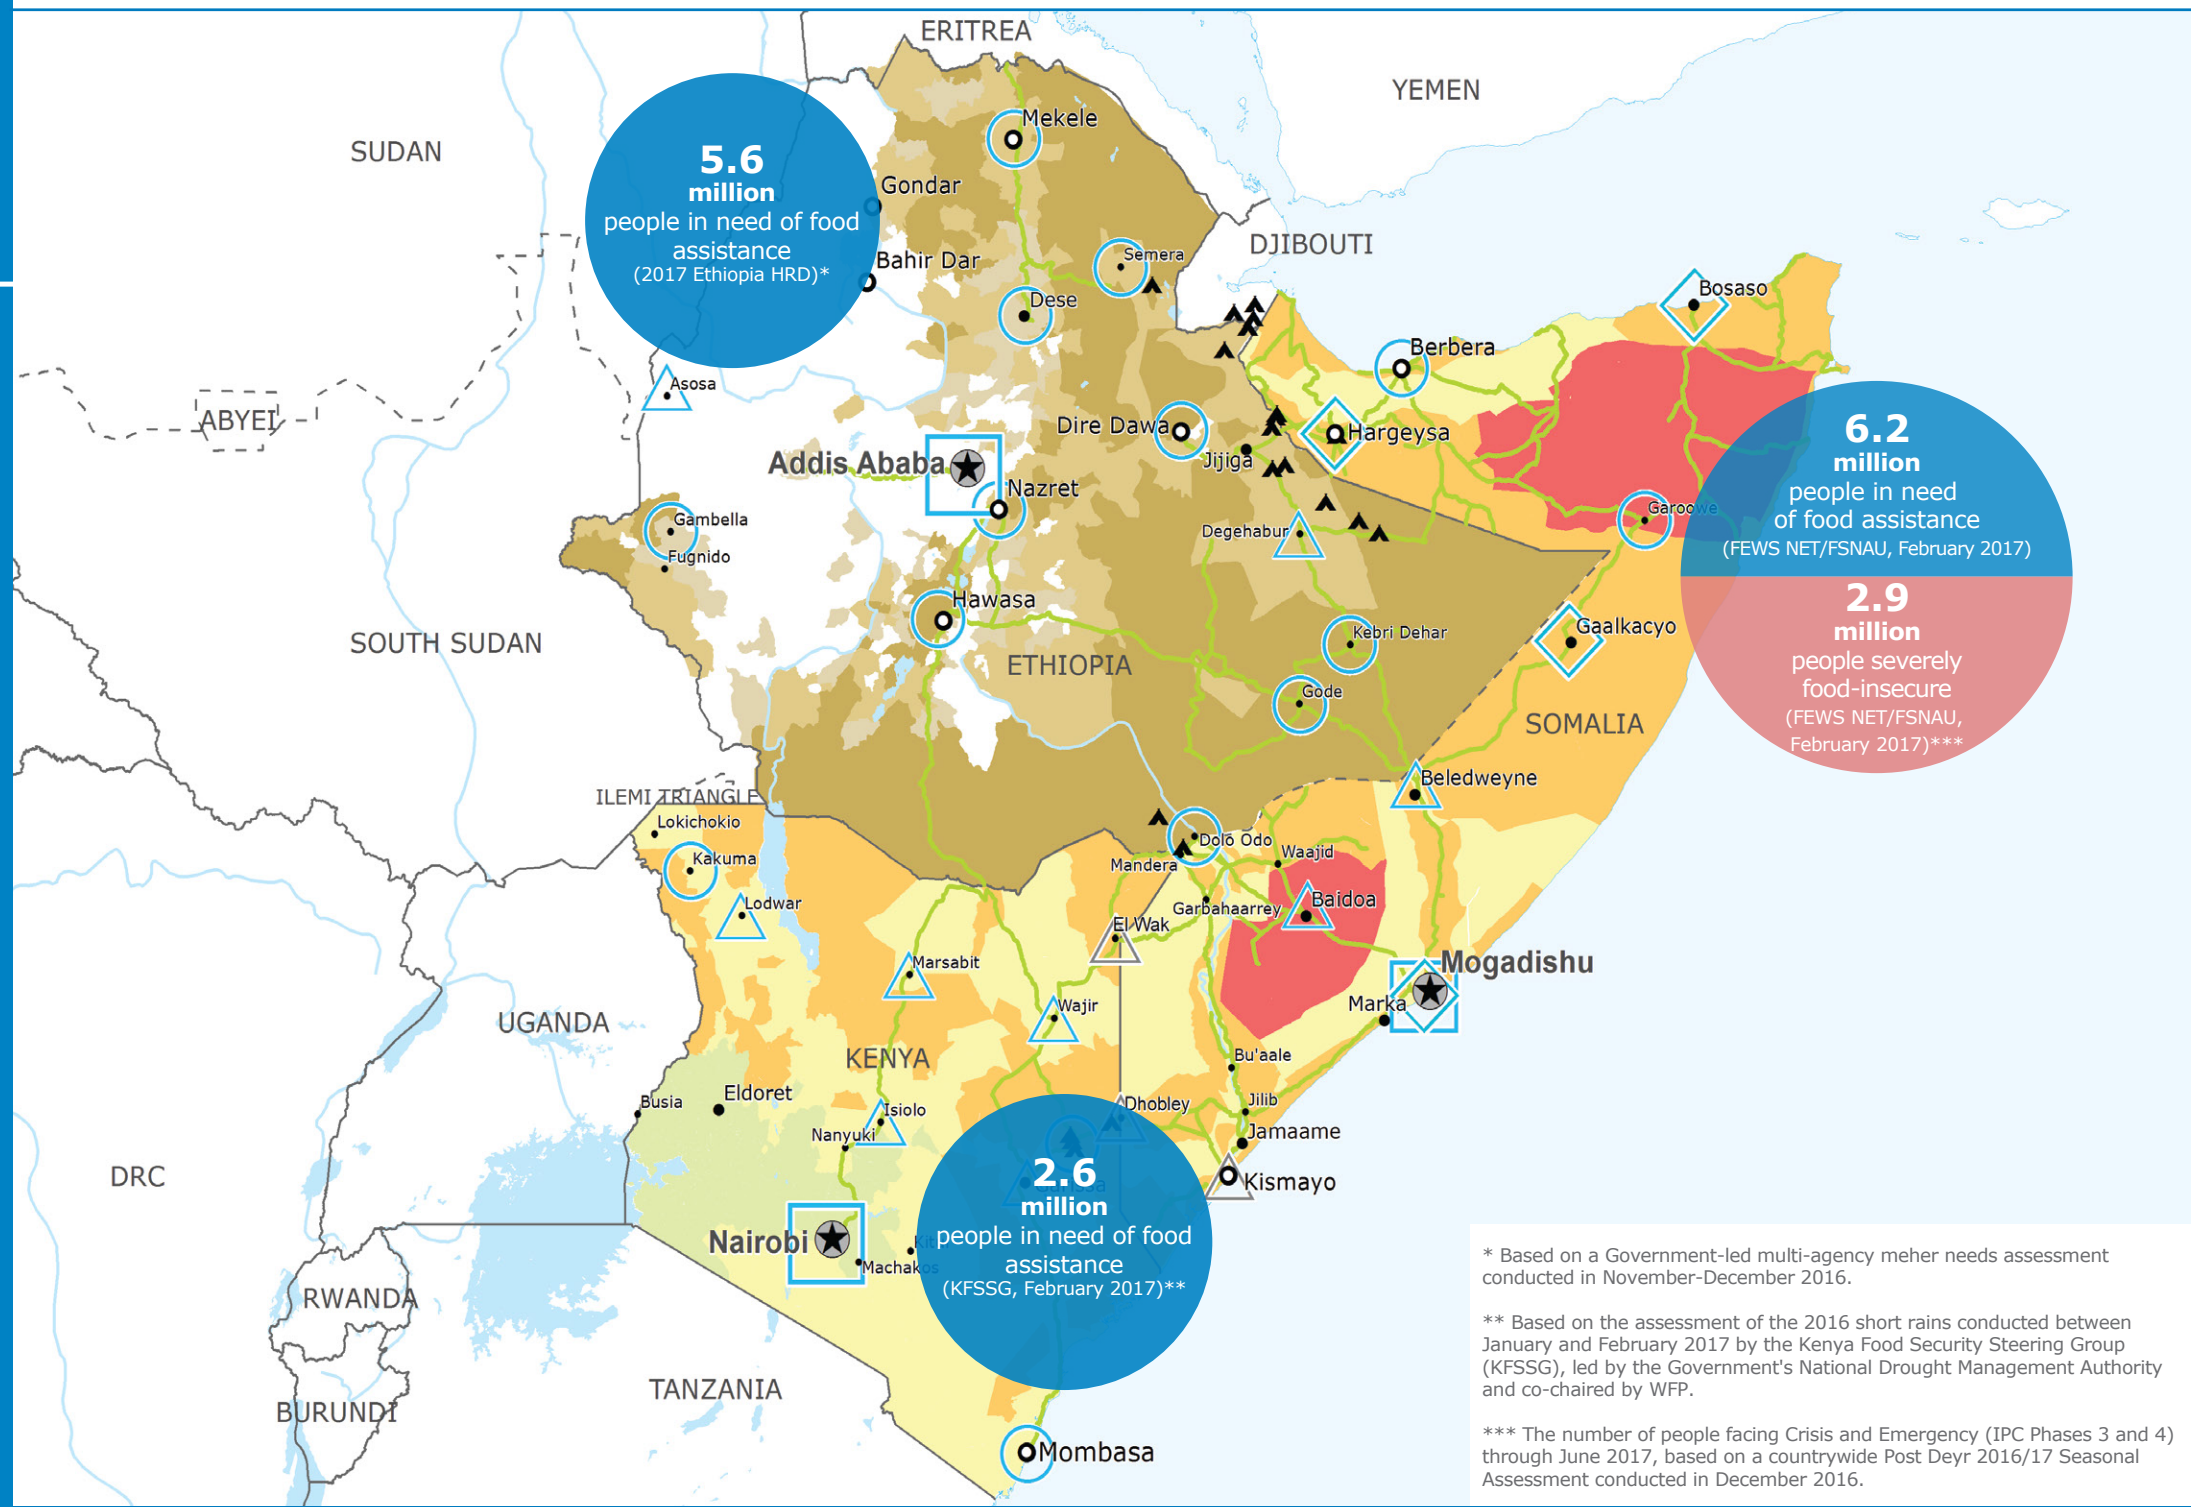 ERITREA
YEMEN
SUDAN
Mekele
5.6
million
people in need of food
assistance
(2017 Ethiopia HRD)*
Gondar
Bahir Dar
Semera
DJIBOUTI
Dese
Bosaso
Berbera
Asosa
ABYEI
Dire Dawa
Hargeysa
Jijiga
Addis Ababa
Nazret
6.2
million
people in need
of food assistance
(FEWS NET/FSNAU, February 2017)
2.9
million
people severely
food-insecure
(FEWS NET/FSNAU,
February 2017)***
Garoowe
Gambella
Fugnido
Degehabur
Hawasa
SOUTH SUDAN
ETHIOPIA
Kebri Dehar
Gaalkacyo
Gode
SOMALIA
Beledweyne
ILEMI TRIANGLE
Lokichokio
Kakuma
Dolo Odo
Mandera
Waajid
Lodwar
Garbahaarrey
Baidoa
El Wak
Marsabit
Mogadishu
Marka
Wajir
UGANDA
KENYA
Bu'aale
Busia
Eldoret
Isiolo
Nanyuki
Dhobley
Jilib
Jamaame
Kismayo
DRC
2.6
million
people in need of food
assistance
(KFSSG, February 2017)**
Nairobi
Machakos
RWANDA
BURUNDI
TANZANIA
Mombasa
* Based on a Government-led multi-agency meher needs assessment
conducted in November-December 2016.
** Based on the assessment of the 2016 short rains conducted between
January and February 2017 by the Kenya Food Security Steering Group
(KFSSG), led by the Government's National Drought Management Authority
and co-chaired by WFP.
*** The number of people facing Crisis and Emergency (IPC Phases 3 and 4)
through June 2017, based on a countrywide Post Deyr 2016/17 Seasonal
Assessment conducted in December 2016.